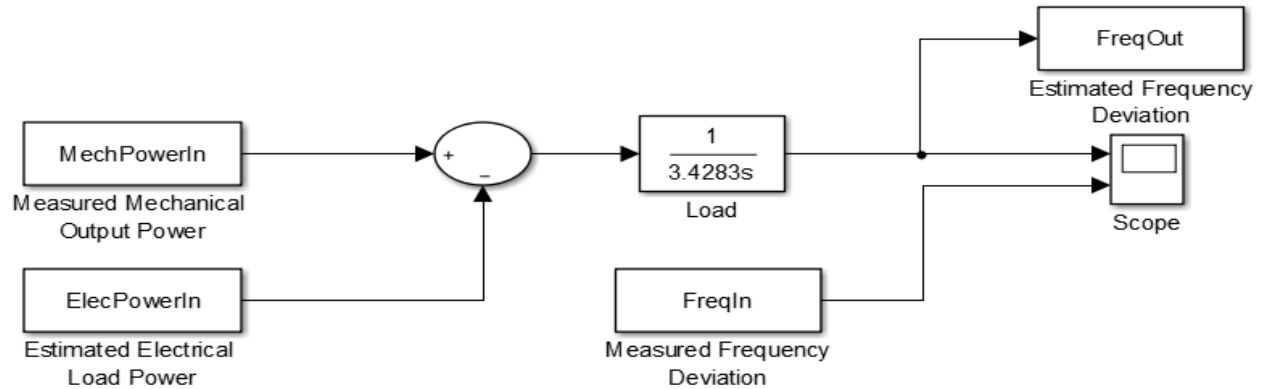 FreqOut
Estimated Frequency
Deviation
MechPowerIn
Measured Mechanical
Output Power
+
−
1
3.4283s
Load
Scope
ElecPowerIn
Estimated Electrical
Load Power
FreqIn
Measured Frequency
Deviation